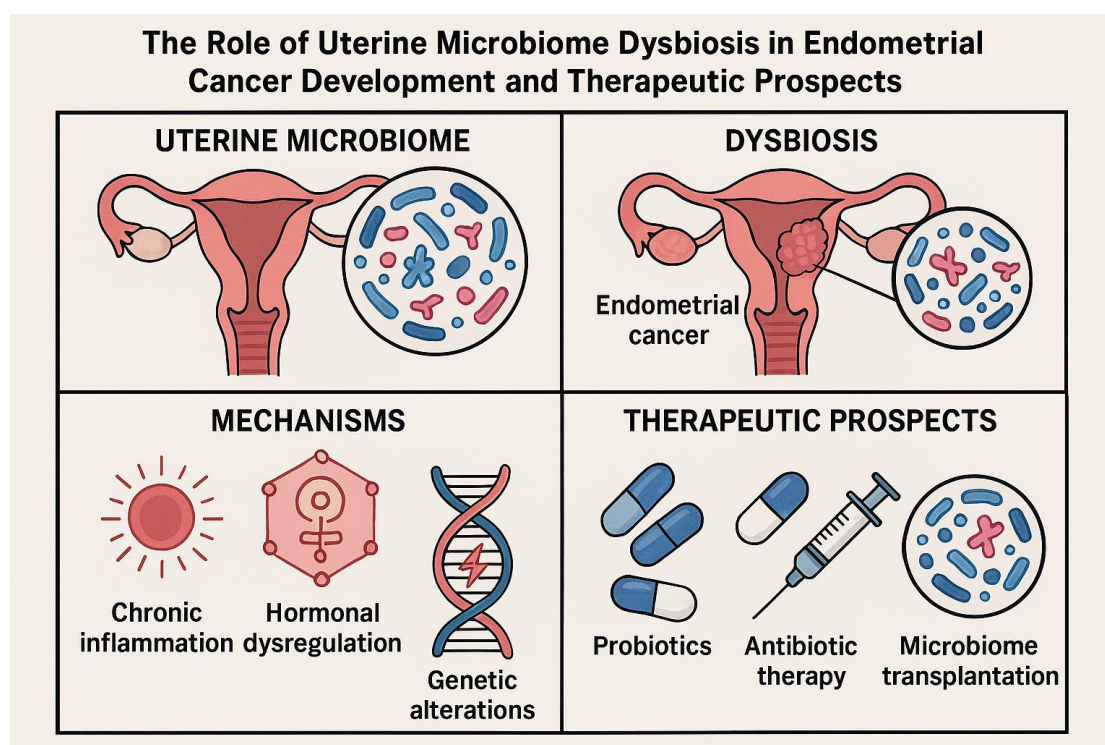 The Role of Uterine Microbiome Dysbiosis in Endometrial
Cancer Development and Therapeutic Prospects
UTERINE MICROBIOME
DYSBIOSIS
Endometrial
cancer
MECHANISMS
Chronic
inflammation
Hormonal
dysregulation
Genetic
alterations
THERAPEUTIC PROSPECTS
Probiotics
Antibiotic
therapy
Microbiome
transplantation